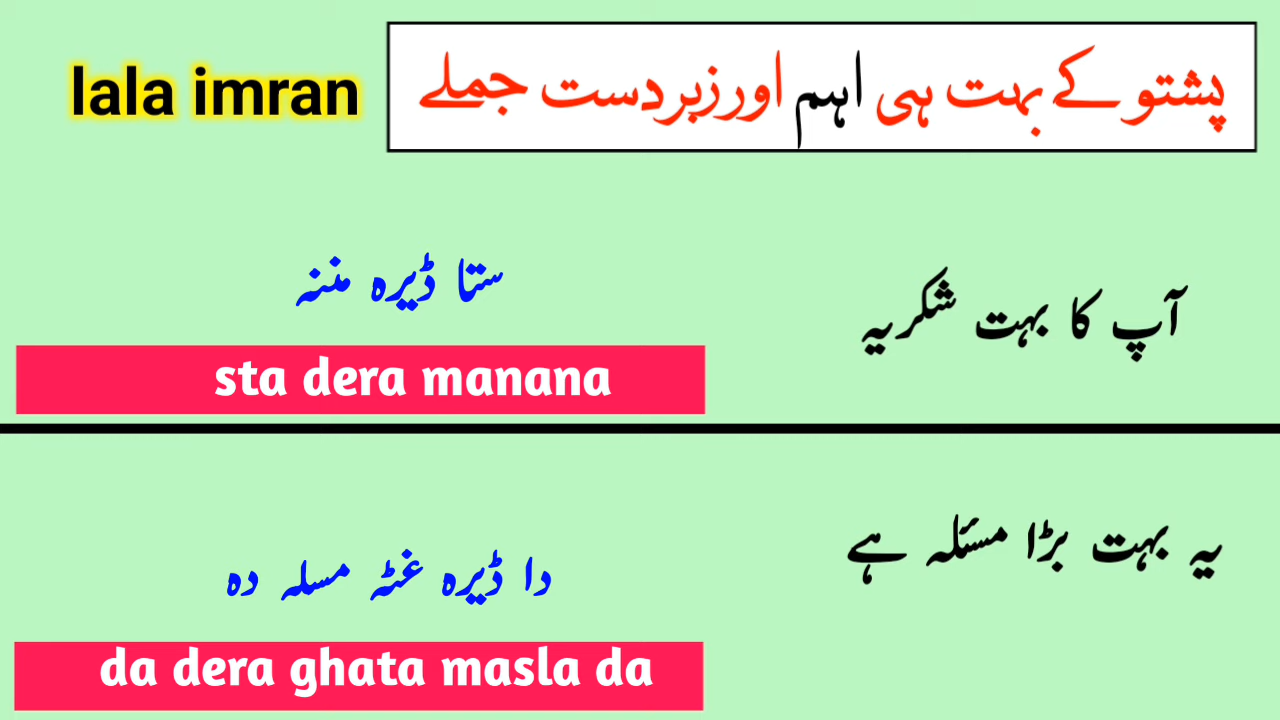 lala imran
پشتو کے بہت ہی اہم اور زبردست جملے
آپ کا بہت شکریہ
ستا ڈیرہ مننہ
sta dera manana
یہ بہت بڑا مسئلہ ہے
دا ڈیرہ غٹہ مسلہ دہ
da dera ghata masla da